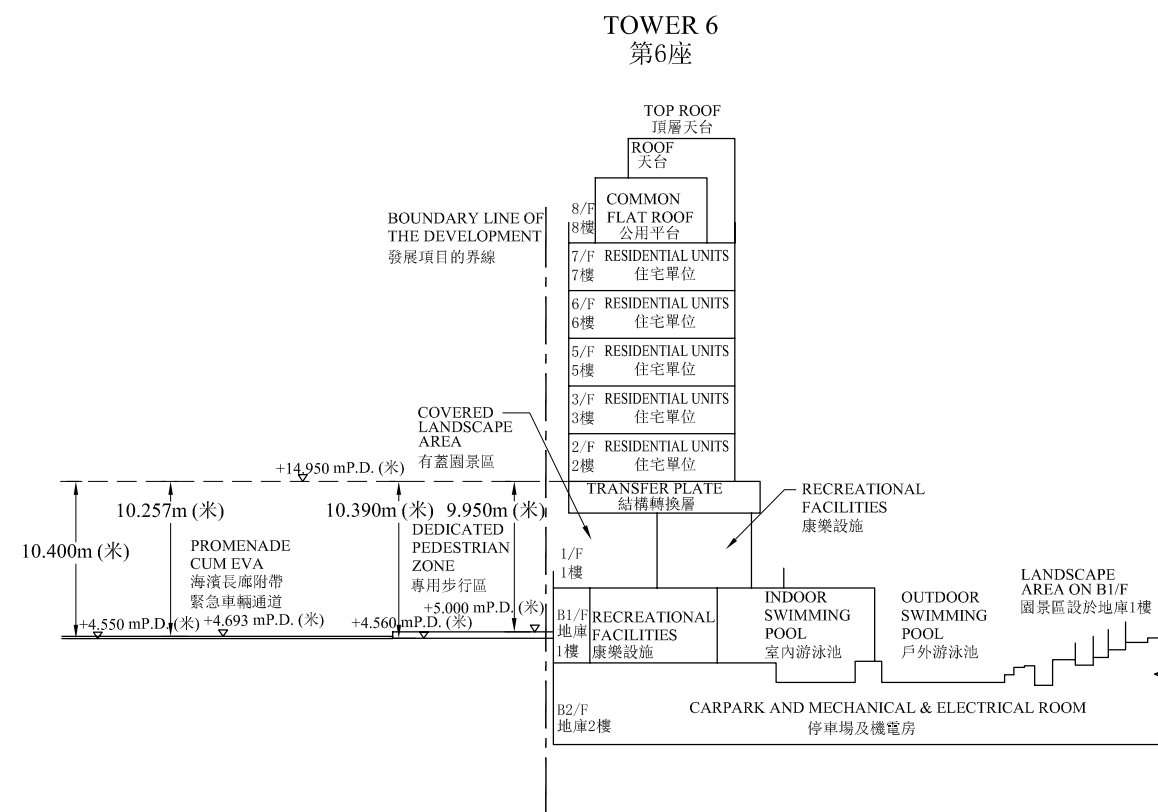 TOWER 6
第6座
TOP ROOF
頂層天台
ROOF
天台
COMMON
FLAT ROOF
公用平台
8/F
8樓
BOUNDARY LINE OF
THE DEVELOPMENT
發展項目的界線
7/F RESIDENTIAL UNITS
7樓 住宅單位
6/F RESIDENTIAL UNITS
6樓 住宅單位
5/F RESIDENTIAL UNITS
5樓 住宅單位
3/F RESIDENTIAL UNITS
3樓 住宅單位
2/F RESIDENTIAL UNITS
2樓 住宅單位
COVERED
LANDSCAPE
AREA
有蓋園景區
+14.950 mP.D. (米)
TRANSFER PLATE
結構轉換層
RECREATIONAL
FACILITIES
康樂設施
10.400m (米)
10.257m (米)
10.390m (米)
9.950m (米)
PROMENADE
CUM EVA
海濱長廊附帶
緊急車輛通道
DEDICATED
PEDESTRIAN
ZONE
專用步行區
+4.550 mP.D. (米)
+4.693 mP.D. (米)
+4.560 mP.D. (米)
+5.000 mP.D. (米)
1/F
1樓
B1/F
地庫
1樓
RECREATIONAL
FACILITIES
康樂設施
INDOOR
SWIMMING
POOL
室內游泳池
OUTDOOR
SWIMMING
POOL
戶外游泳池
LANDSCAPE
AREA ON B1/F
園景區設於地庫1樓
B2/F
地庫2樓
CARPARK AND MECHANICAL & ELECTRICAL ROOM
停車場及機電房